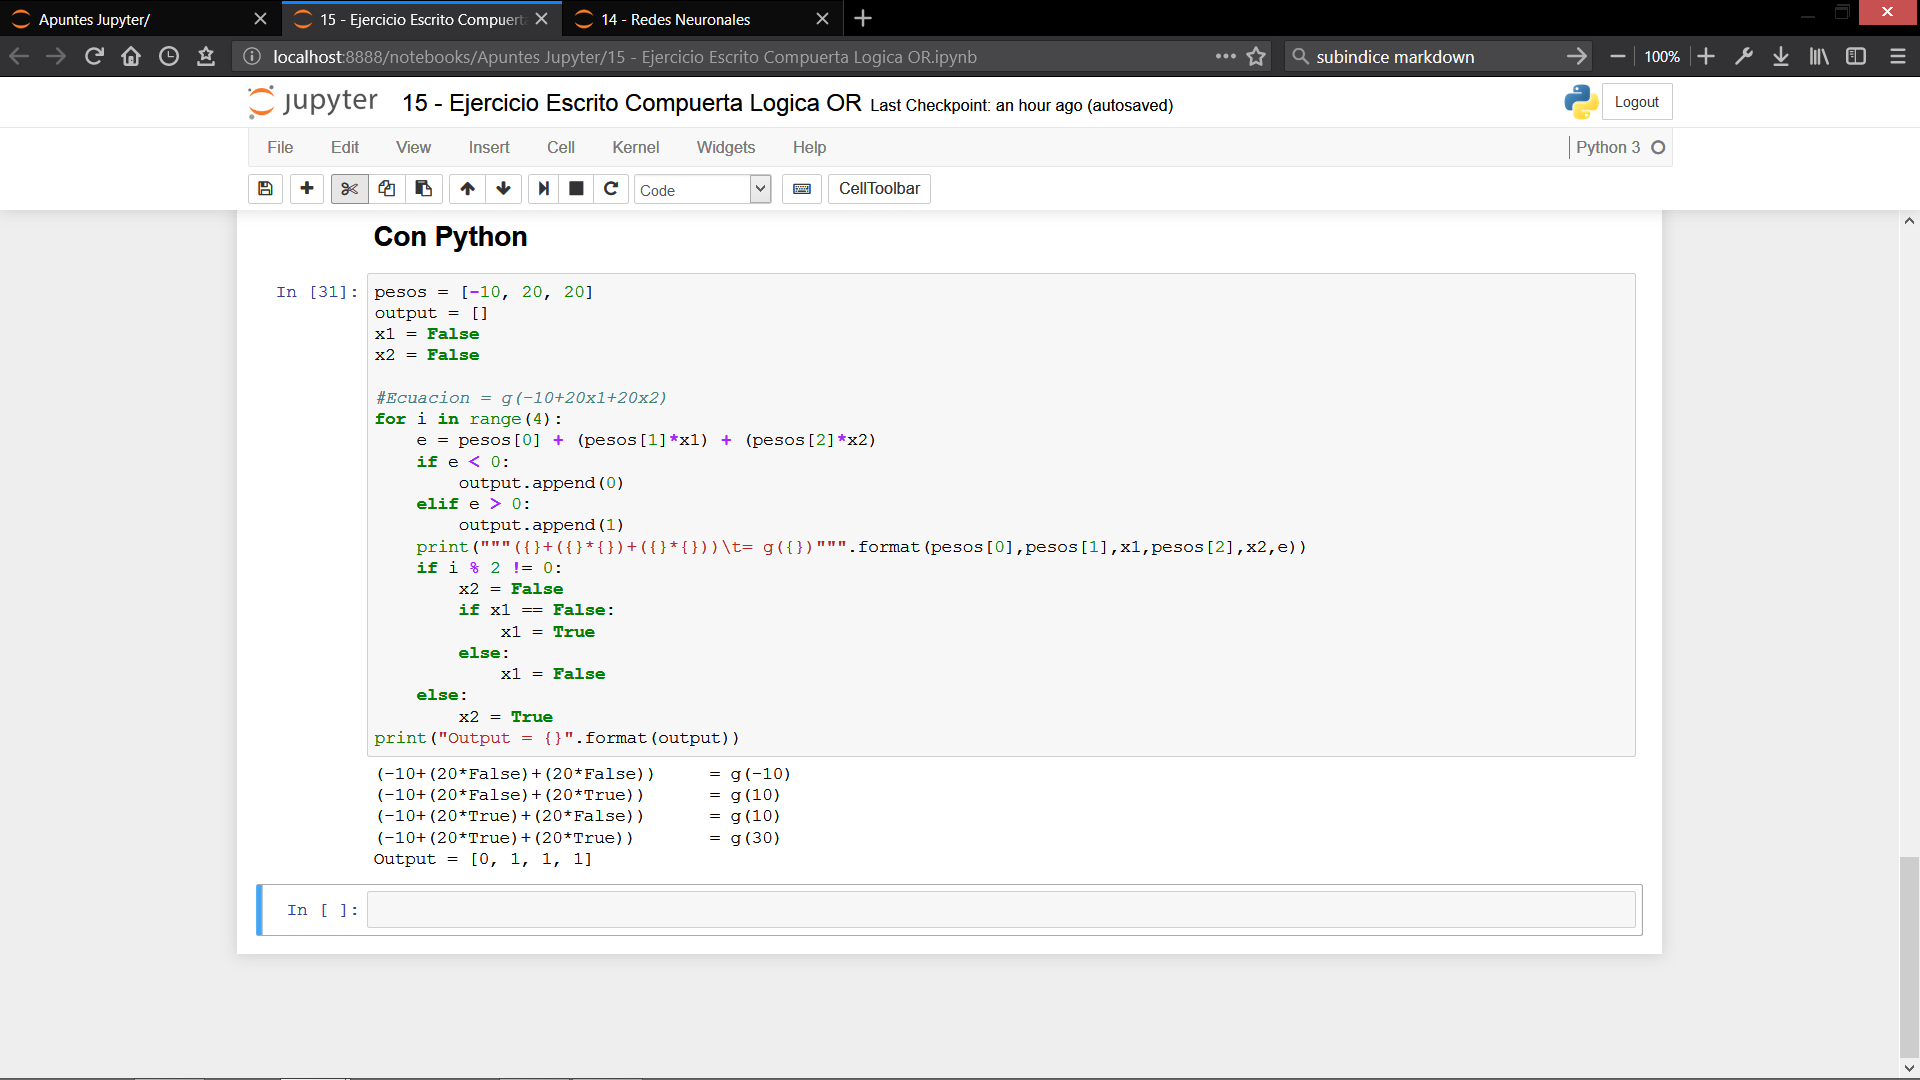 Apuntes Jupyter/
15 - Ejercicio Escrito Compuert
14 - Redes Neuronales
localhost:8888/notebooks/Apuntes Jupyter/15 - Ejercicio Escrito Compuerta Logica OR.ipynb
subindice markdown
100%
jupyter 15 - Ejercicio Escrito Compuerta Logica OR Last Checkpoint: an hour ago (autosaved)
Logout
File Edit View Insert Cell Kernel Widgets Help
Python 3
Code
CellToolbar
Con Python
In [31]:
pesos = [-10, 20, 20]
output = []
x1 = False
x2 = False

#Ecuacion = g(-10+20x1+20x2)
for i in range(4):
    e = pesos[0] + (pesos[1]*x1) + (pesos[2]*x2)
    if e < 0:
        output.append(0)
    elif e > 0:
        output.append(1)
    print("""({}+({}*{})+({}*{}))\t= g({})""".format(pesos[0],pesos[1],x1,pesos[2],x2,e))
    if i % 2 != 0:
        x2 = False
        if x1 == False:
            x1 = True
        else:
            x1 = False
    else:
        x2 = True
print("Output = {}".format(output))
(-10+(20*False)+(20*False))	= g(-10)
(-10+(20*False)+(20*True))	= g(10)
(-10+(20*True)+(20*False))	= g(10)
(-10+(20*True)+(20*True))	= g(30)
Output = [0, 1, 1, 1]
In [ ]: